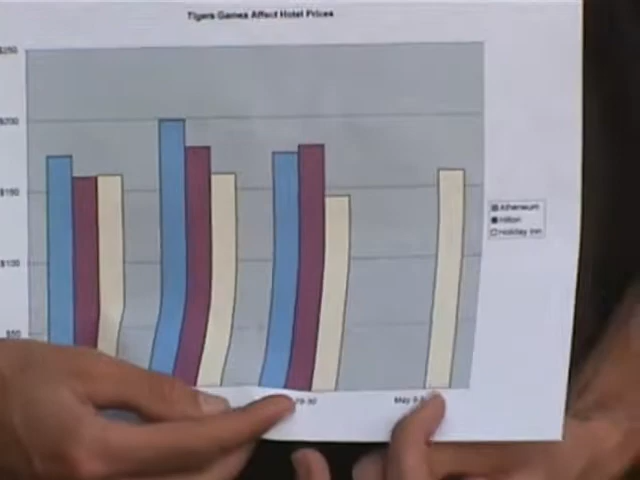 Tigers Games Affect Hotel Prices
$250
$200
$150
$100
$50
Atheneum
Hilton
Holiday Inn
May